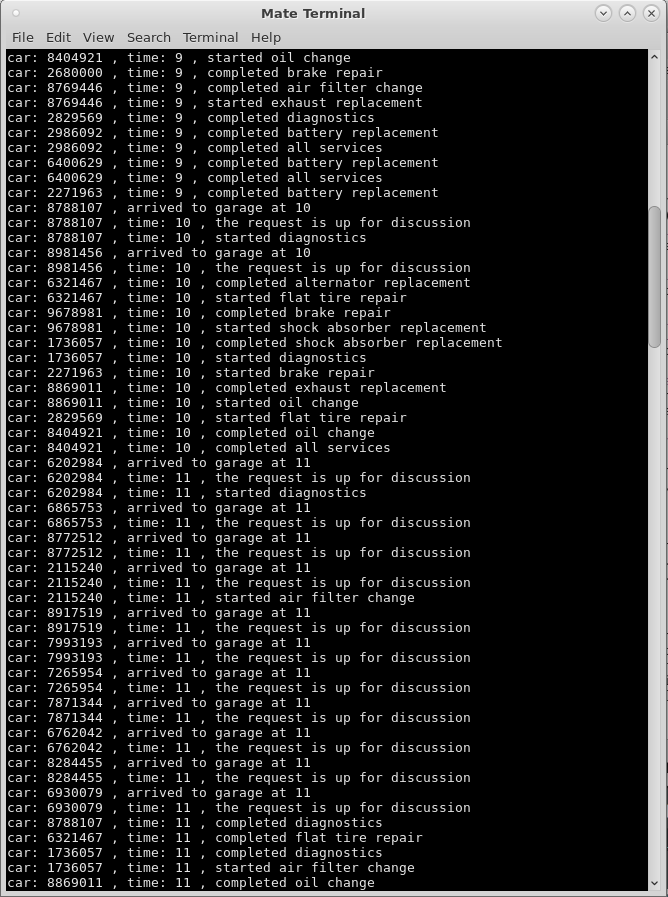 Mate Terminal
File Edit View Search Terminal Help
car: 8404921 , time: 9 , started oil change
car: 2680000 , time: 9 , completed brake repair
car: 8769446 , time: 9 , completed air filter change
car: 8769446 , time: 9 , started exhaust replacement
car: 2829569 , time: 9 , completed diagnostics
car: 2986092 , time: 9 , completed battery replacement
car: 2986092 , time: 9 , completed all services
car: 6400629 , time: 9 , completed battery replacement
car: 6400629 , time: 9 , completed all services
car: 2271963 , time: 9 , completed battery replacement
car: 8788107 , arrived to garage at 10
car: 8788107 , time: 10 , the request is up for discussion
car: 8788107 , time: 10 , started diagnostics
car: 8981456 , arrived to garage at 10
car: 8981456 , time: 10 , the request is up for discussion
car: 6321467 , time: 10 , completed alternator replacement
car: 6321467 , time: 10 , started flat tire repair
car: 9678981 , time: 10 , completed brake repair
car: 9678981 , time: 10 , started shock absorber replacement
car: 1736057 , time: 10 , completed shock absorber replacement
car: 1736057 , time: 10 , started diagnostics
car: 2271963 , time: 10 , started brake repair
car: 8869011 , time: 10 , completed exhaust replacement
car: 8869011 , time: 10 , started oil change
car: 2829569 , time: 10 , started flat tire repair
car: 8404921 , time: 10 , completed oil change
car: 8404921 , time: 10 , completed all services
car: 6202984 , arrived to garage at 11
car: 6202984 , time: 11 , the request is up for discussion
car: 6202984 , time: 11 , started diagnostics
car: 6865753 , arrived to garage at 11
car: 6865753 , time: 11 , the request is up for discussion
car: 8772512 , arrived to garage at 11
car: 8772512 , time: 11 , the request is up for discussion
car: 2115240 , arrived to garage at 11
car: 2115240 , time: 11 , the request is up for discussion
car: 2115240 , time: 11 , started air filter change
car: 8917519 , arrived to garage at 11
car: 8917519 , time: 11 , the request is up for discussion
car: 7993193 , arrived to garage at 11
car: 7993193 , time: 11 , the request is up for discussion
car: 7265954 , arrived to garage at 11
car: 7265954 , time: 11 , the request is up for discussion
car: 7871344 , arrived to garage at 11
car: 7871344 , time: 11 , the request is up for discussion
car: 6762042 , arrived to garage at 11
car: 6762042 , time: 11 , the request is up for discussion
car: 8284455 , arrived to garage at 11
car: 8284455 , time: 11 , the request is up for discussion
car: 6930079 , arrived to garage at 11
car: 6930079 , time: 11 , the request is up for discussion
car: 8788107 , time: 11 , completed diagnostics
car: 6321467 , time: 11 , completed flat tire repair
car: 1736057 , time: 11 , completed diagnostics
car: 1736057 , time: 11 , started air filter change
car: 8869011 , time: 11 , completed oil change